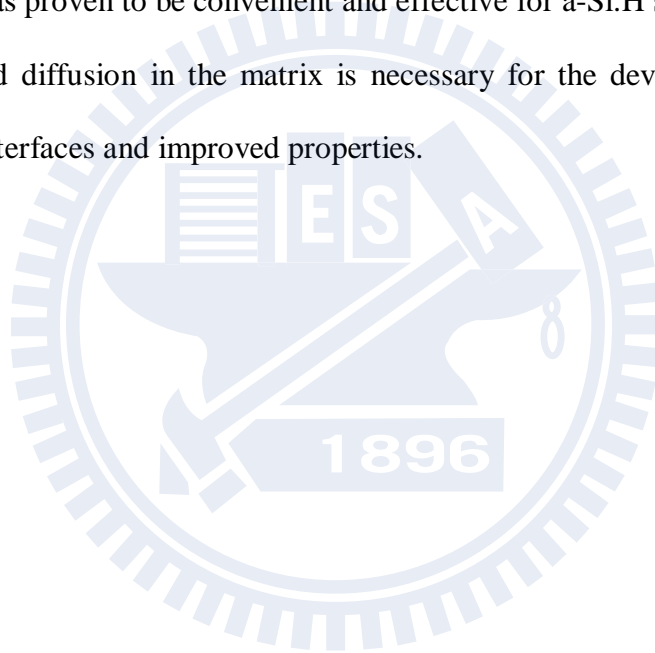 as proven to be convenient and effective for a-Si:H s
d diffusion in the matrix is necessary for the dev
terfaces and improved properties.
E S A
1896